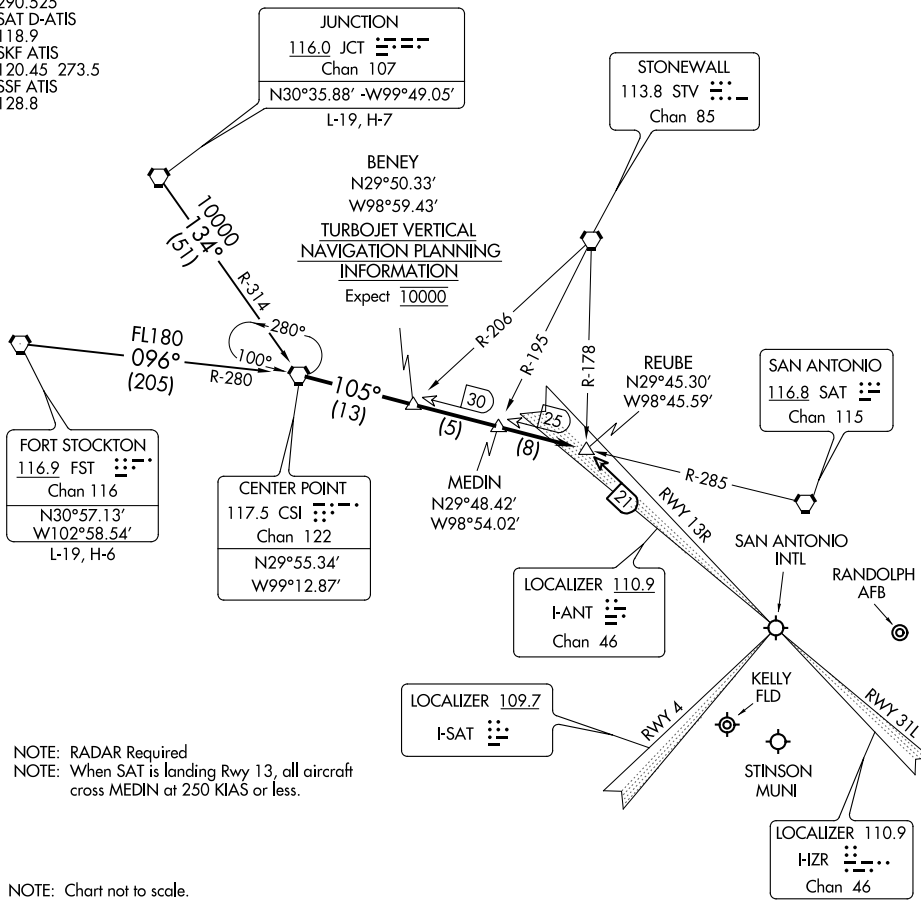 290.525
SAT D-ATIS
118.9
SKF ATIS
120.45 273.5
SSF ATIS
128.8
JUNCTION
116.0 JCT
Chan 107
N30°35.88' -W99°49.05'
L-19, H-7
STONEWALL
113.8 STV
Chan 85
BENEY
N29°50.33'
W98°59.43'
TURBOJET VERTICAL
NAVIGATION PLANNING
INFORMATION
Expect 10000
10000
134°
(51)
R-314
280°
100°
FL180
096°
(205)
R-280
105°
(13)
R-206
R-195
R-178
30
(5)
25
(8)
21
REUBE
N29°45.30'
W98°45.59'
SAN ANTONIO
116.8 SAT
Chan 115
R-285
RWY 13R
FORT STOCKTON
116.9 FST
Chan 116
N30°57.13'
W102°58.54'
L-19, H-6
CENTER POINT
117.5 CSI
Chan 122
N29°55.34'
W99°12.87'
MEDIN
N29°48.42'
W98°54.02'
LOCALIZER 110.9
I-ANT
Chan 46
SAN ANTONIO
INTL
RANDOLPH
AFB
LOCALIZER 109.7
I-SAT
RWY 4
KELLY
FLD
RWY 31L
STINSON
MUNI
LOCALIZER 110.9
I-IZR
Chan 46
NOTE: RADAR Required
NOTE: When SAT is landing Rwy 13, all aircraft
cross MEDIN at 250 KIAS or less.
NOTE: Chart not to scale.